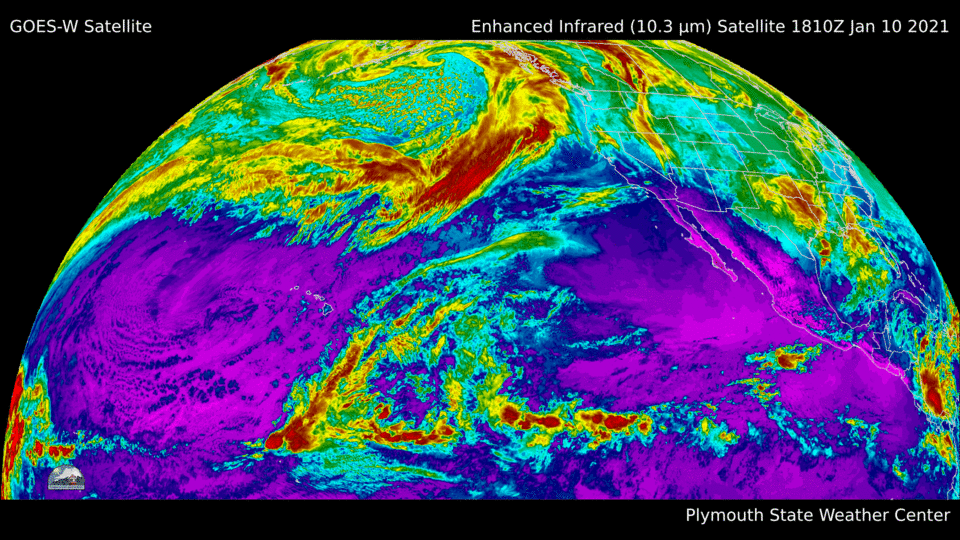 GOES-W Satellite
Enhanced Infrared (10.3 µm) Satellite 1810Z Jan 10 2021
Plymouth State Weather Center